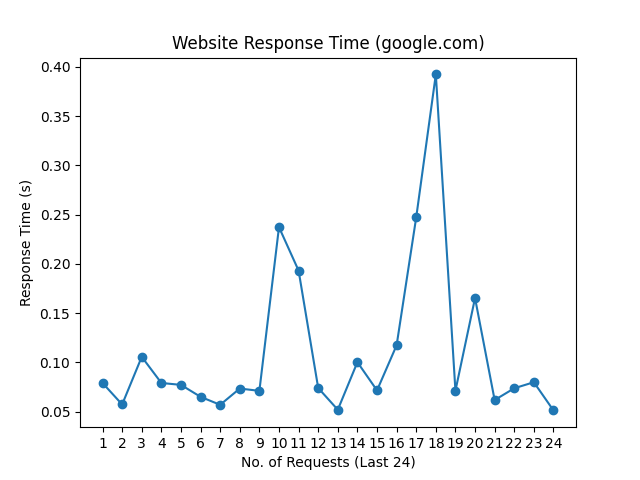 Website Response Time (google.com)
0.40
0.35
0.30
0.25
0.20
0.15
0.10
0.05
Response Time (s)
1 2 3 4 5 6 7 8 9 10 11 12 13 14 15 16 17 18 19 20 21 22 23 24
No. of Requests (Last 24)